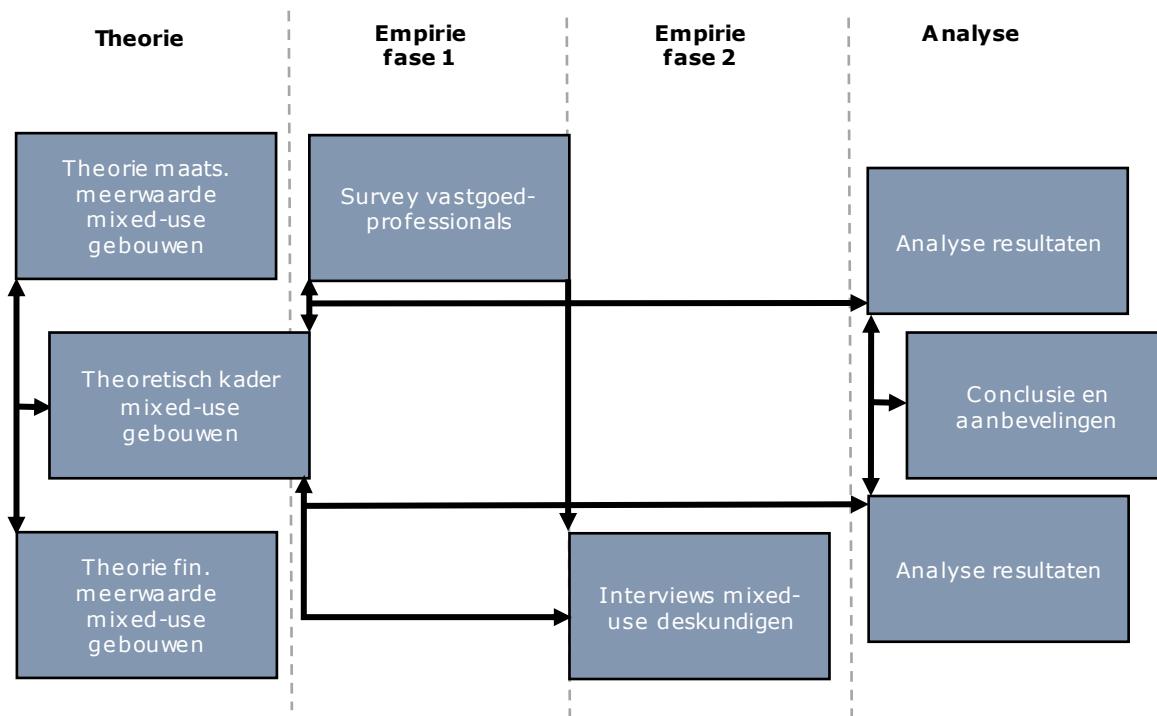 Theorie
Empirie
fase 1
Empirie
fase 2
Analyse
Theorie maats.
meerwaarde
mixed-use
gebouwen
Survey vastgoed-
professionals
Analyse resultaten
Theoretisch kader
mixed-use
gebouwen
Conclusie en
aanbevelingen
Theorie fin.
meerwaarde
mixed-use
gebouwen
Interviews mixed-
use deskundigen
Analyse resultaten